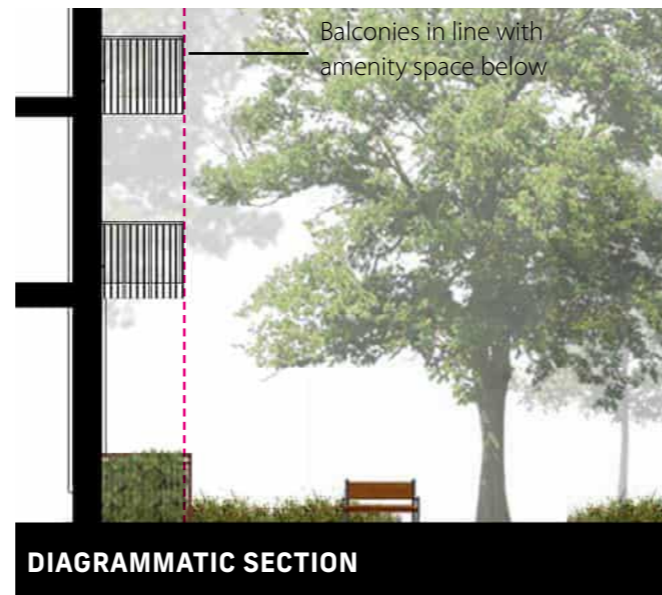 Balconies in line with
amenity space below
DIAGRAMMATIC SECTION